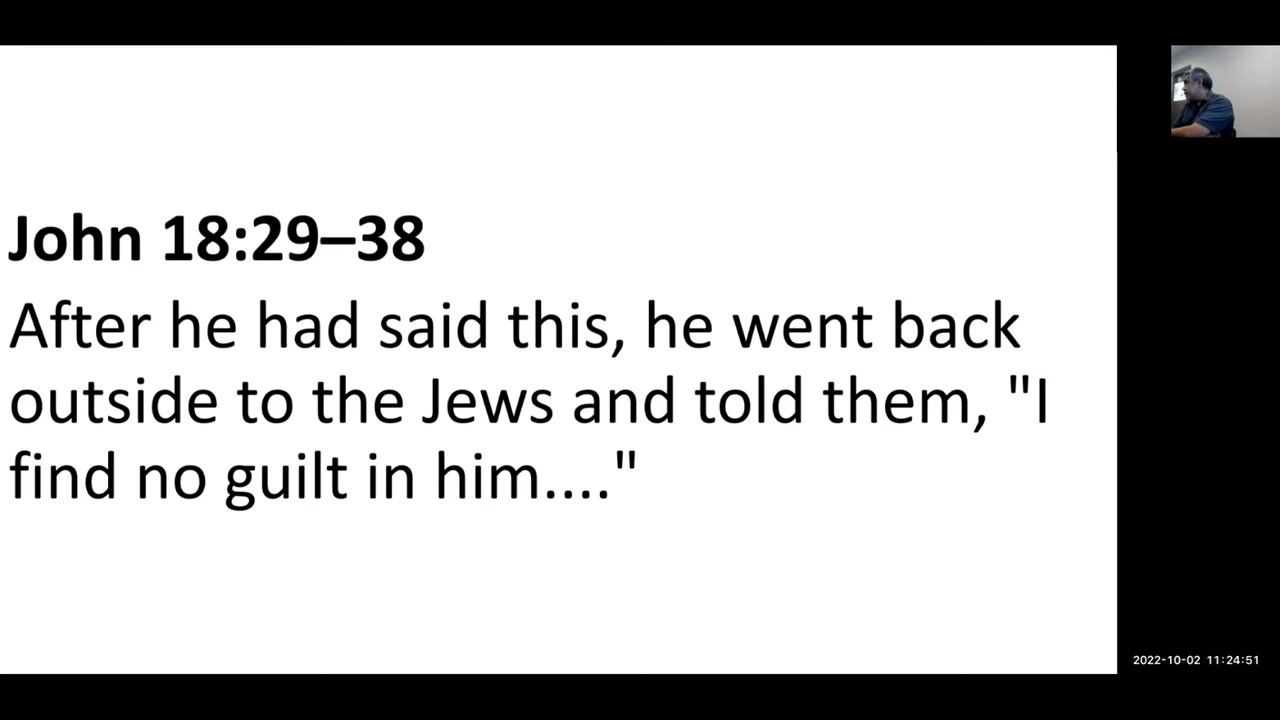 John 18:29–38
After he had said this, he went back
outside to the Jews and told them, "I
find no guilt in him...."
2022-10-02 11:24:51